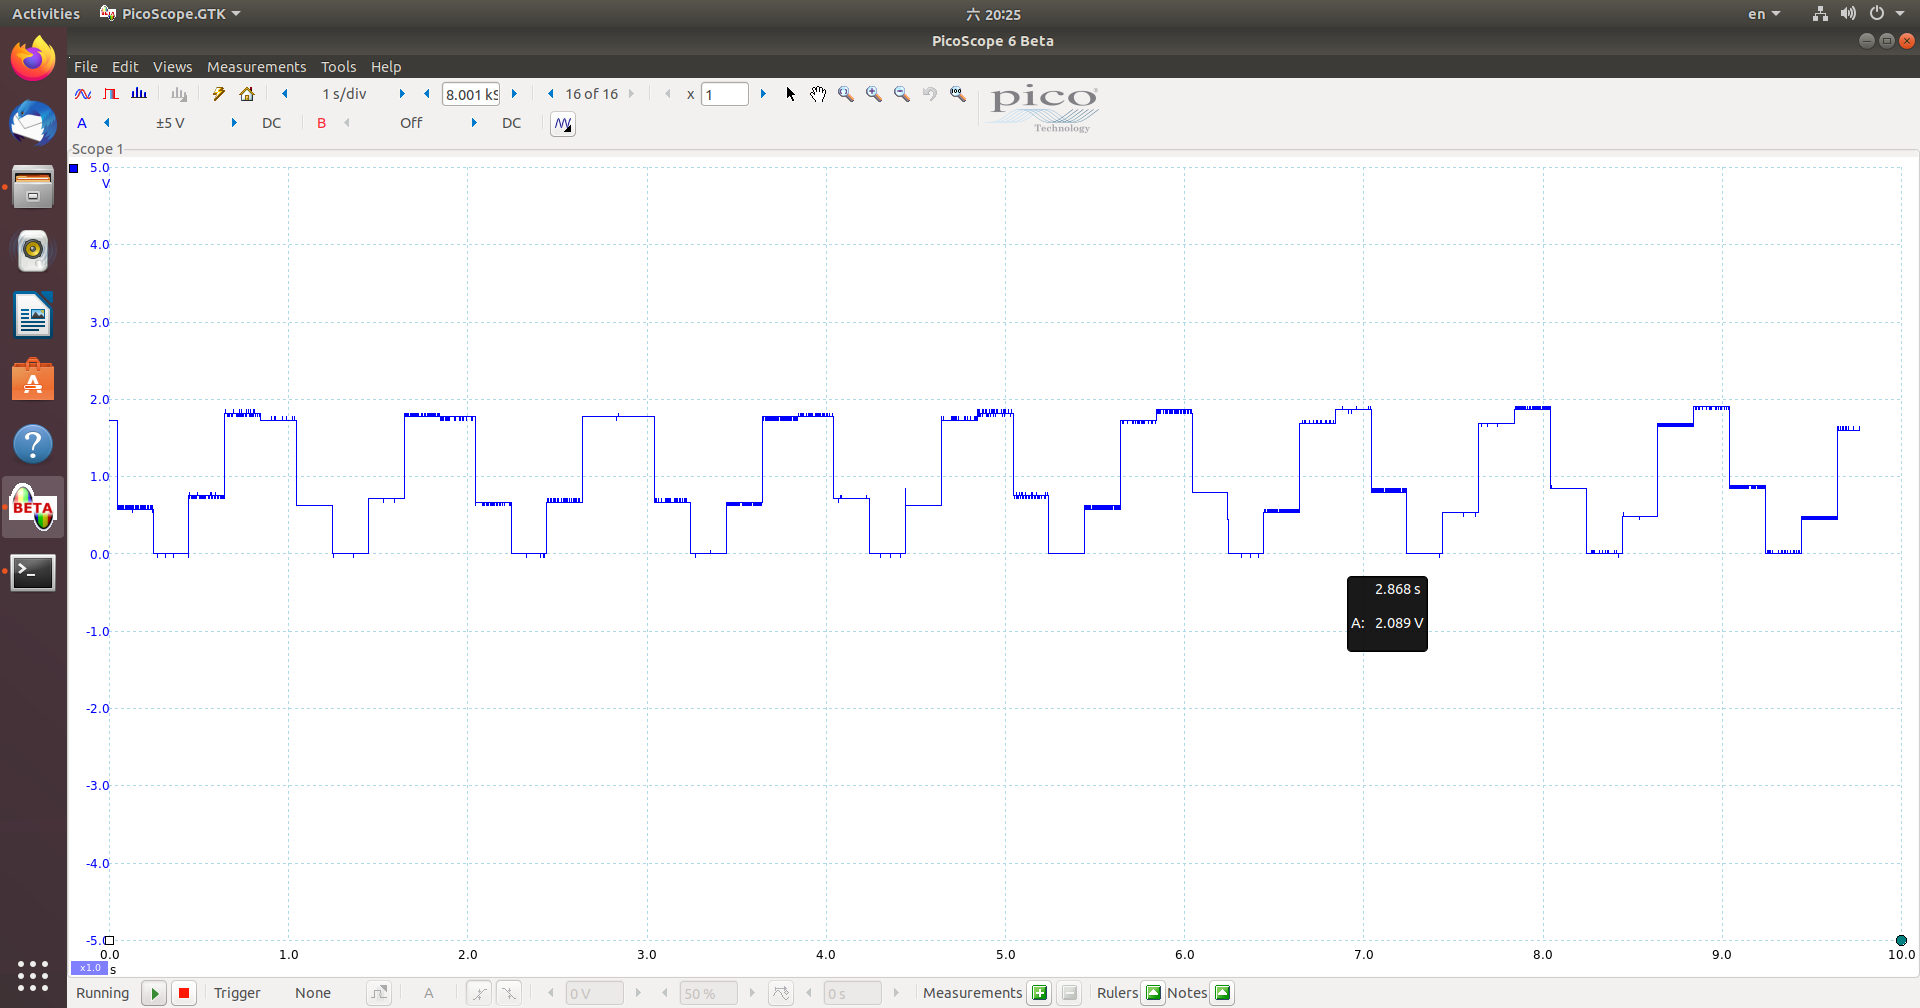 Activities PicoScope.GTK 六 20:25 en
PicoScope 6 Beta
File Edit Views Measurements Tools Help
1 s/div 8.001 kS 16 of 16 x 1
pico
Technology
A ±5 V DC B Off DC
Scope 1
5.0
V
4.0
3.0
2.0
1.0
0.0
-1.0
-2.0
-3.0
-4.0
-5.0
2.868 s
A: 2.089 V
BETA
0.0 1.0 2.0 3.0 4.0 5.0 6.0 7.0 8.0 9.0 10.0
x1.0 s
Running Trigger None A 0 V 50 % 0 s Measurements Rulers Notes